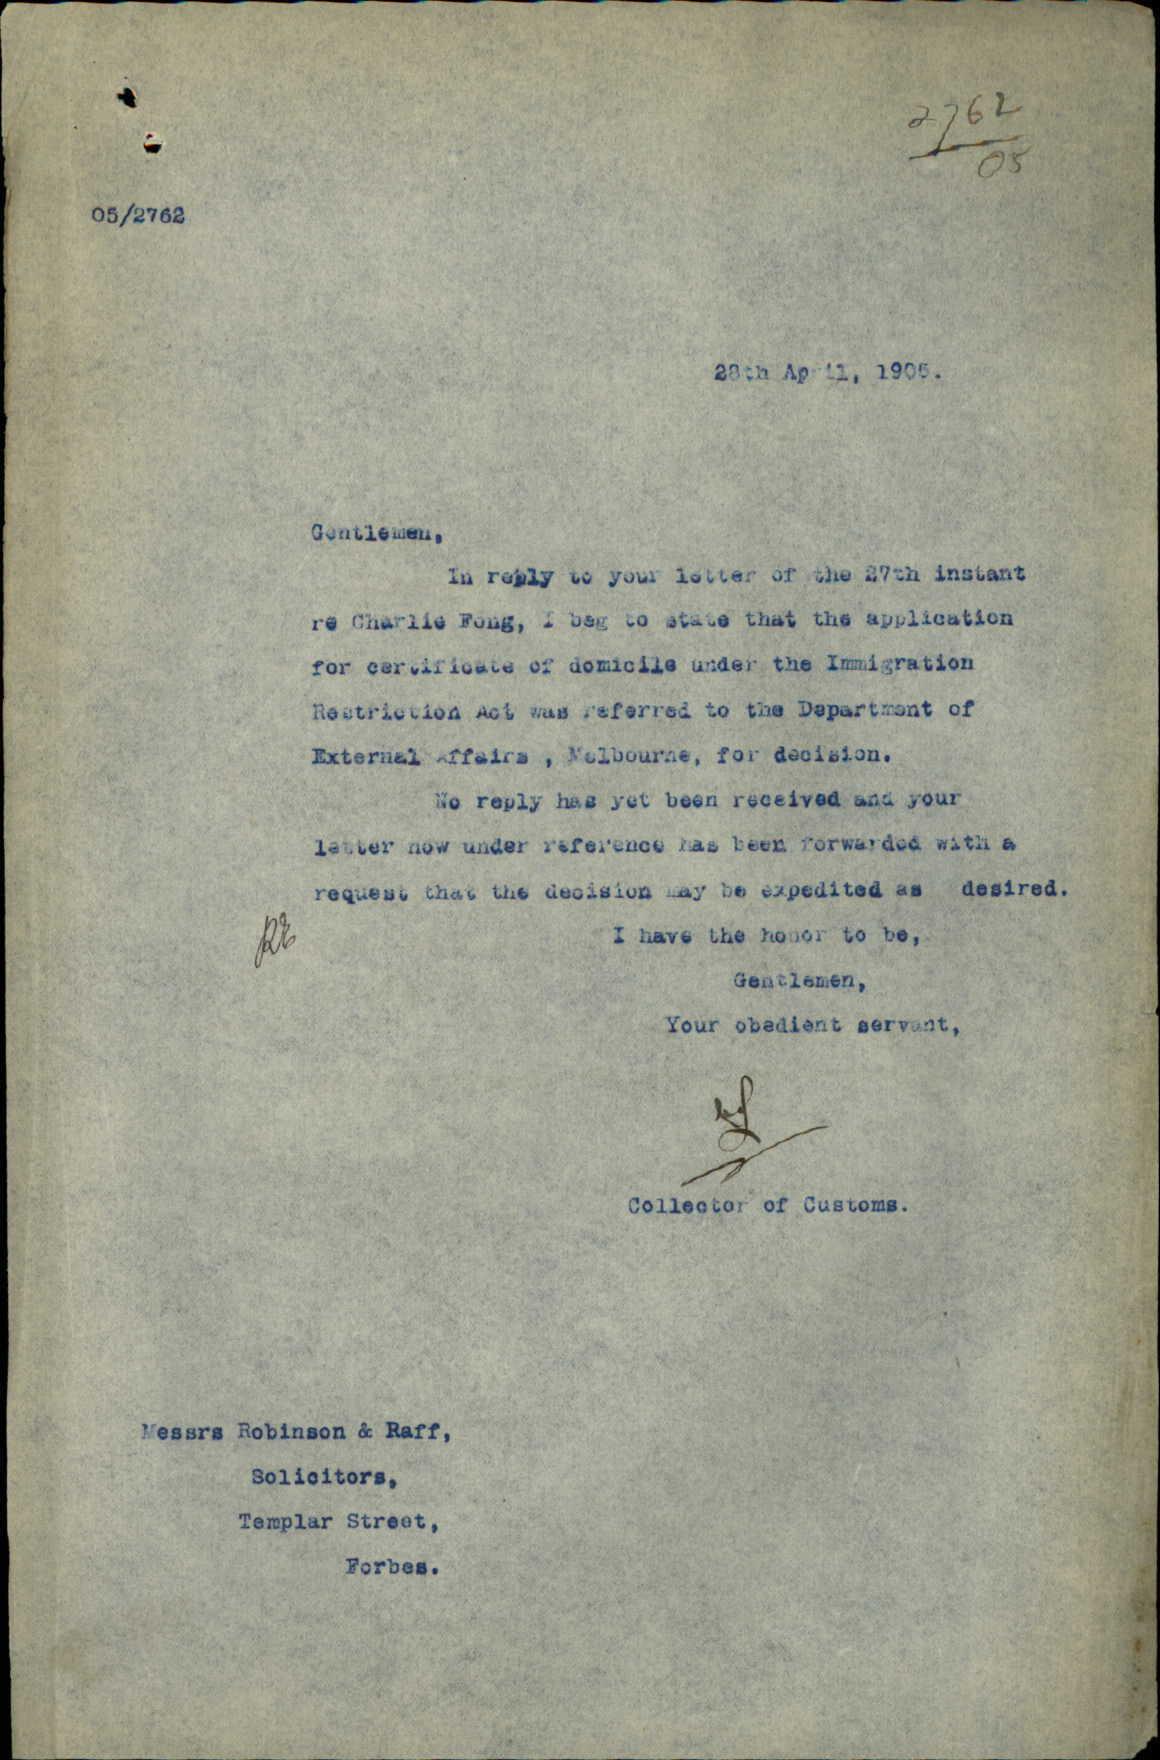 2762
05
05/2762
28th April, 1905.
Gentlemen,
In reply to your letter of the 27th instant
re Charlie Fong, I beg to state that the application
for certificate of domicile under the Immigration
Restriction Act was referred to the Department of
External Affairs , Melbourne, for decision.
No reply has yet been received and your
letter now under reference has been forwarded with a
request that the decision may be expedited as desired.
I have the honor to be,
Gentlemen,
Your obedient servant,
Collector of Customs.
Messrs Robinson & Raff,
Solicitors,
Templar Street,
Forbes.